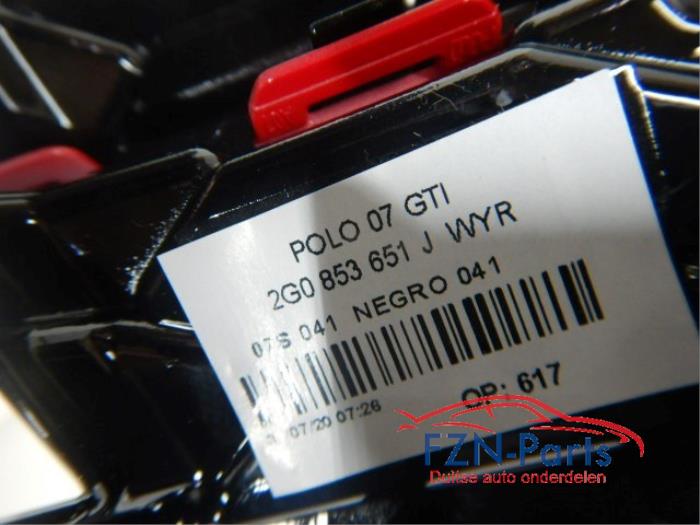 POLO 07 GTI
2G0 853 651 J WYR
07S 041 NEGRO 041
07/20 07:26
OP: 617
FZN-Parts
Duitse auto onderdelen